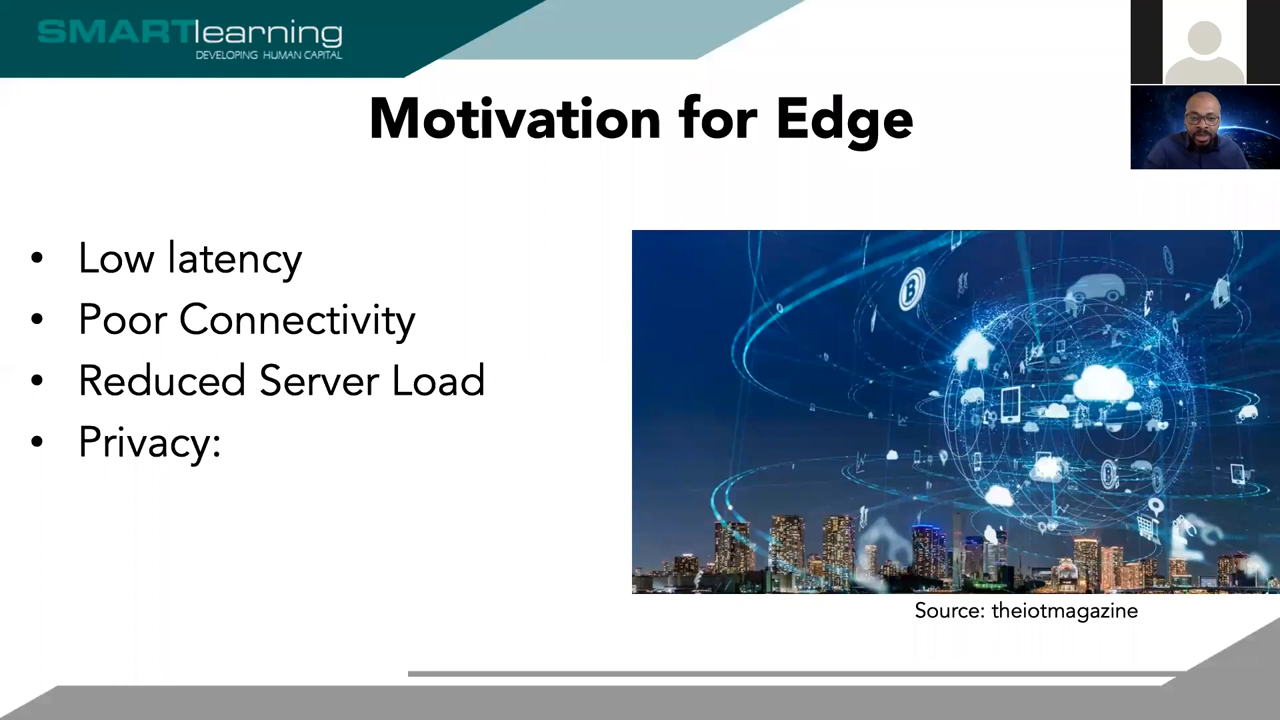 SMARTlearning
DEVELOPING HUMAN CAPITAL
Motivation for Edge
• Low latency
• Poor Connectivity
• Reduced Server Load
• Privacy:
Source: theiotmagazine